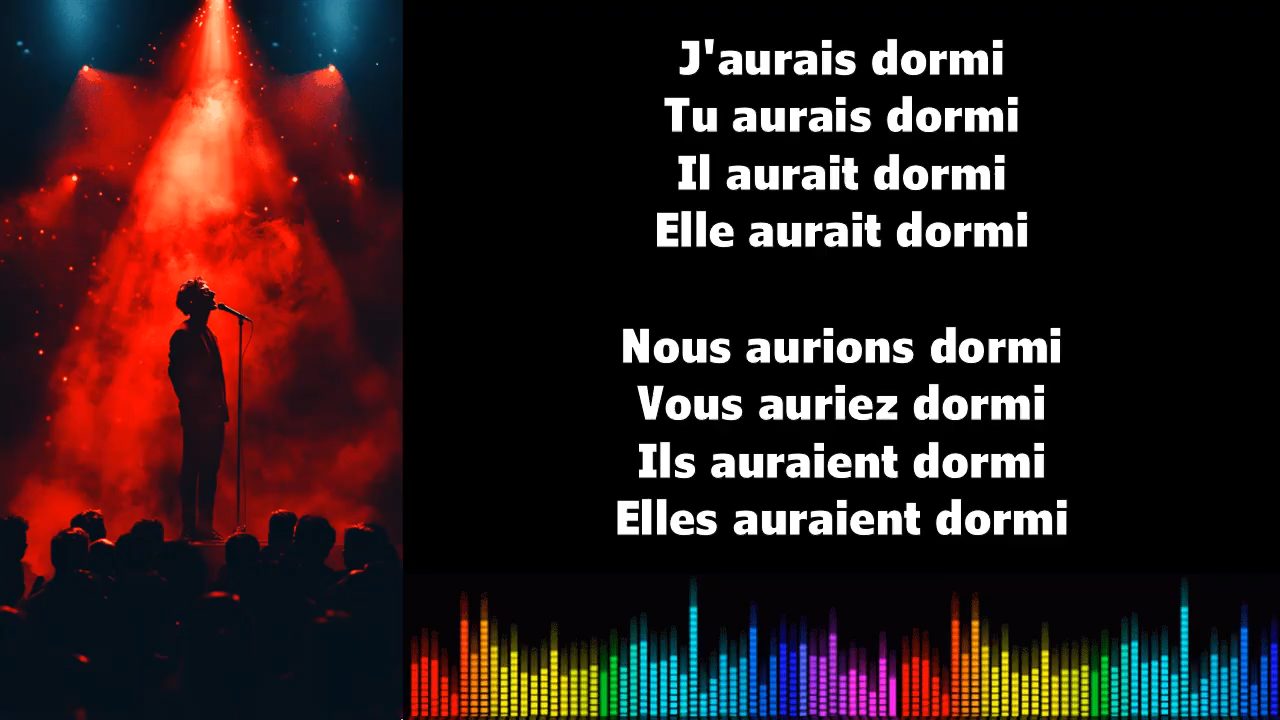 J'aurais dormi
Tu aurais dormi
Il aurait dormi
Elle aurait dormi
Nous aurions dormi
Vous auriez dormi
Ils auraient dormi
Elles auraient dormi